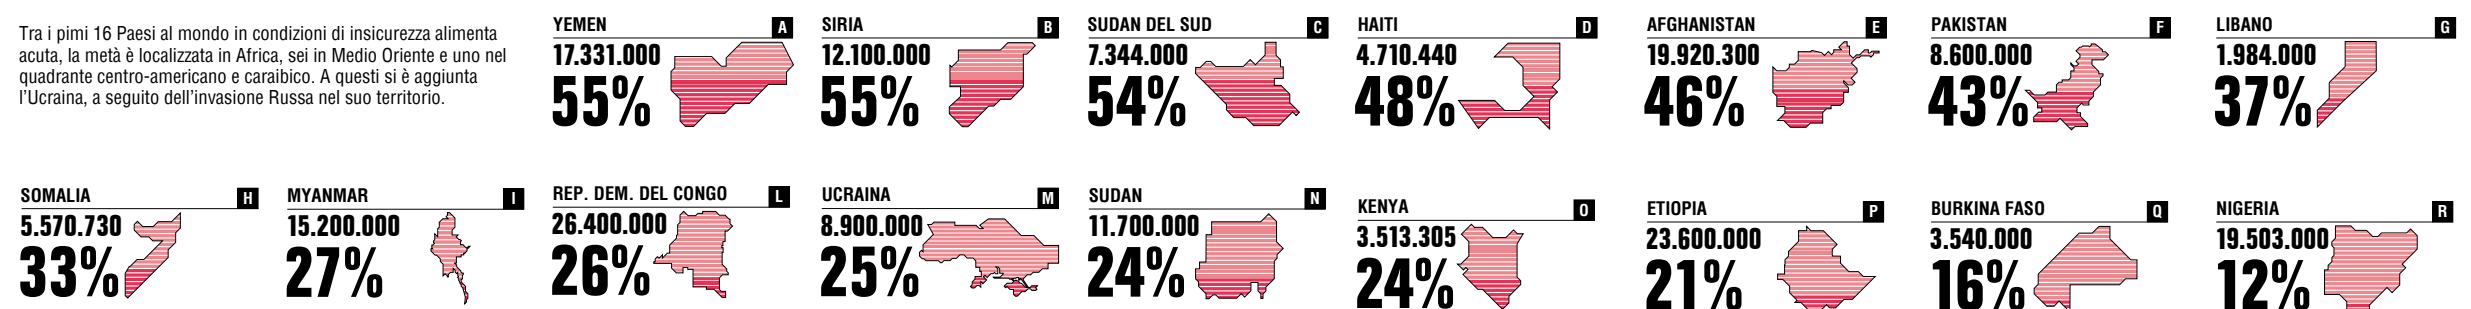 Tra i pimi 16 Paesi al mondo in condizioni di insicurezza alimenta
acuta, la metà è localizzata in Africa, sei in Medio Oriente e uno nel
quadrante centro-americano e caraibico. A questi si è aggiunta
l'Ucraina, a seguito dell'invasione Russa nel suo territorio.
YEMEN A
17.331.000
55%
SIRIA B
12.100.000
55%
SUDAN DEL SUD C
7.344.000
54%
HAITI D
4.710.440
48%
AFGHANISTAN E
19.920.300
46%
PAKISTAN F
8.600.000
43%
LIBANO G
1.984.000
37%
SOMALIA H
5.570.730
33%
MYANMAR I
15.200.000
27%
REP. DEM. DEL CONGO L
26.400.000
26%
UCRAINA M
8.900.000
25%
SUDAN N
11.700.000
24%
KENYA O
3.513.305
24%
ETIOPIA P
23.600.000
21%
BURKINA FASO Q
3.540.000
16%
NIGERIA R
19.503.000
12%